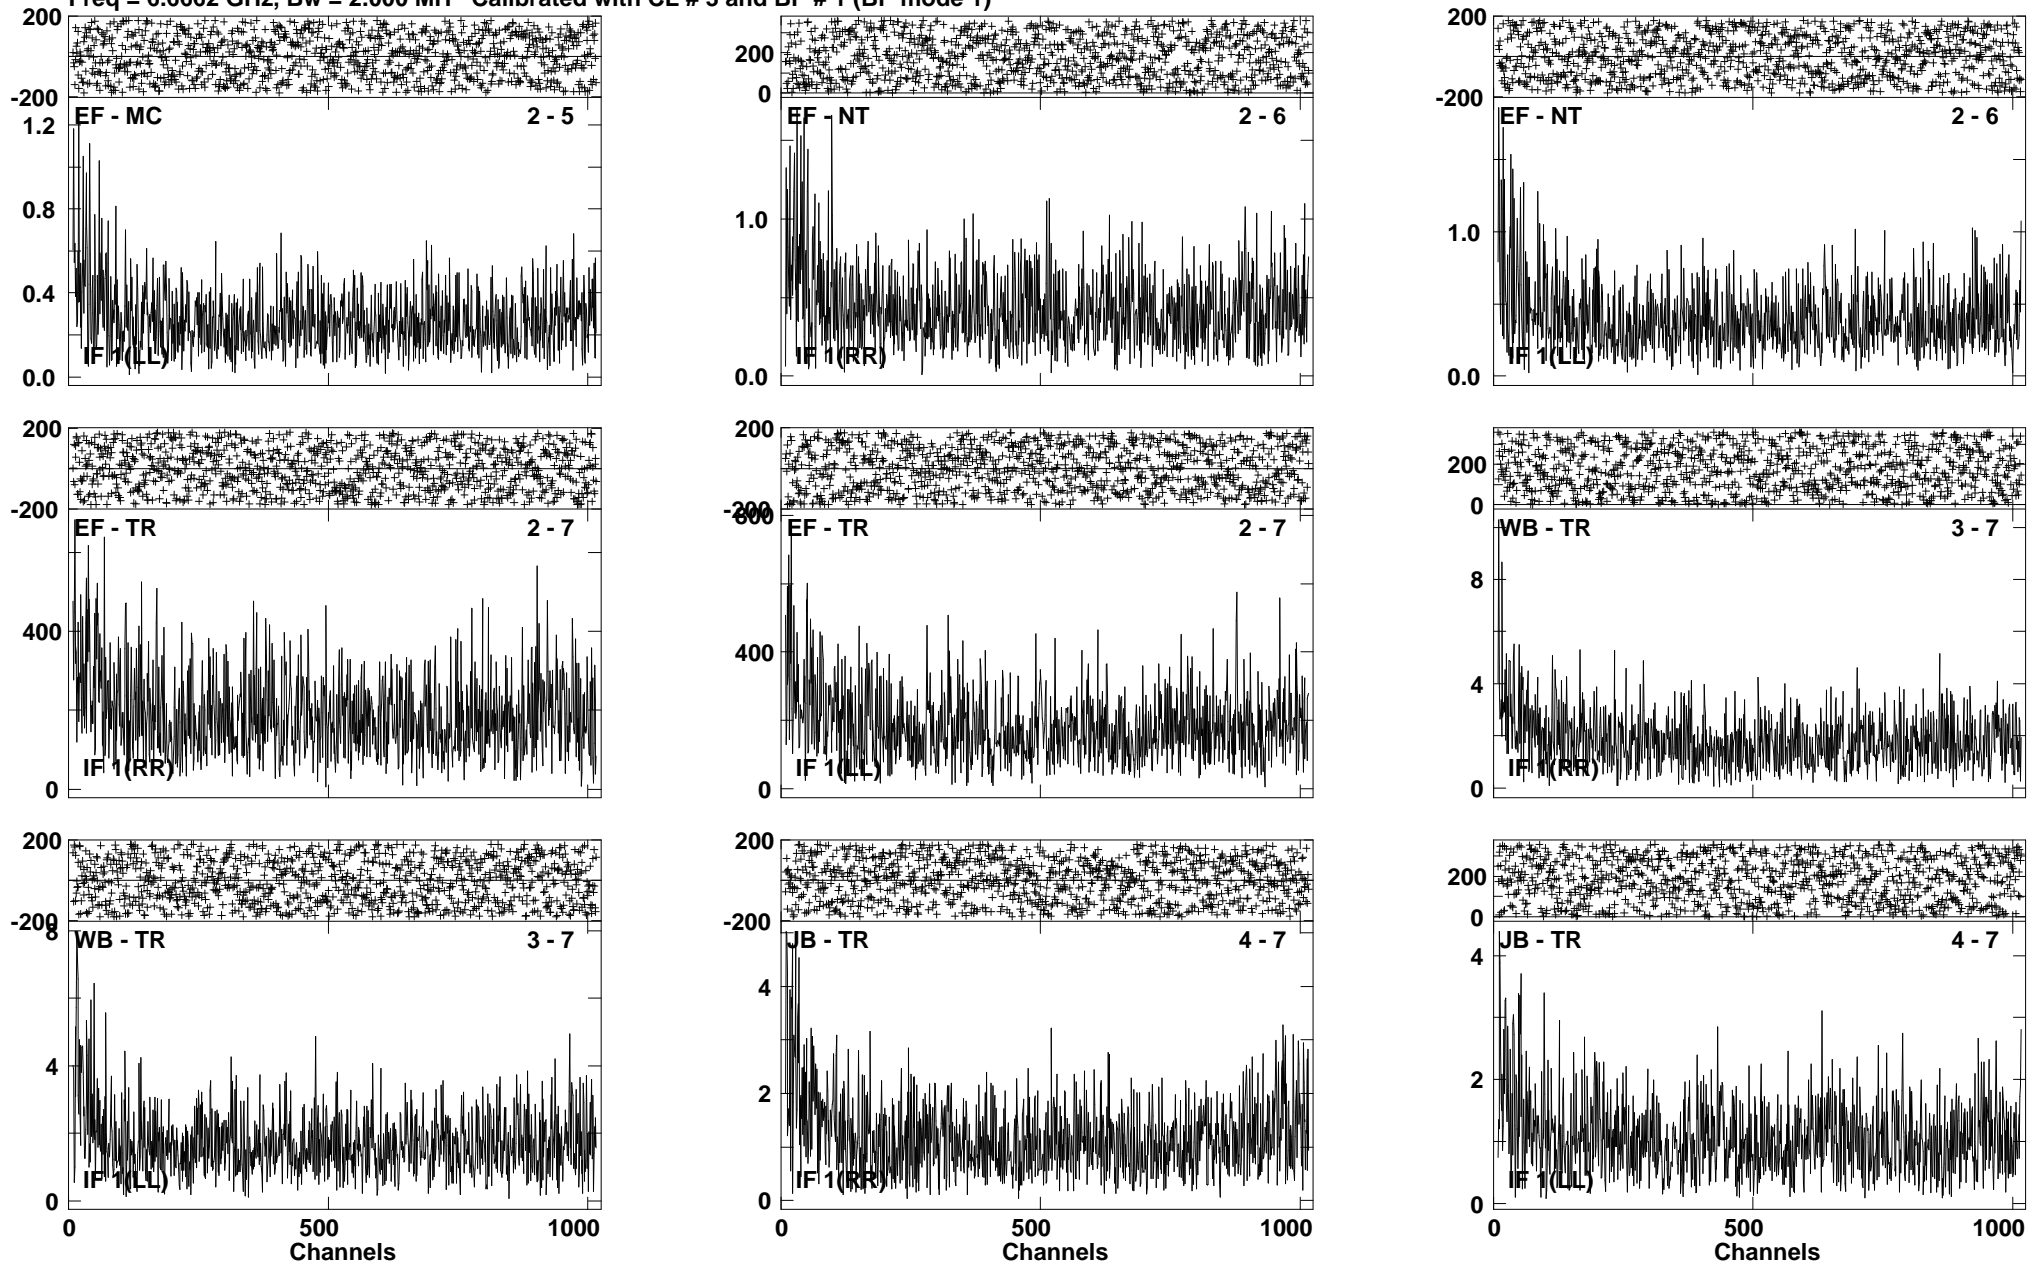 Freq = 6.6662 GHz, Bw = 2.000 MH Calibrated with CL # 3 and BP # 1 (BP mode 1)
200 200 200
-200 0 -200
EF - MC 2 - 5 EF - NT 2 - 6 EF - NT 2 - 6
1.2
0.8 1.0 1.0
0.4
IF 1(LL) IF 1(RR) IF 1(LL)
0.0 0.0 0.0
200 200 200
-200 -200 0
800
EF - TR 2 - 7 EF - TR 2 - 7 WB - TR 3 - 7
8
400 400 4
IF 1(RR) IF 1(LL) IF 1(RR)
0 0 0
200 200 200
-200 -200 0
8
WB - TR 3 - 7 JB - TR 4 - 7 JB - TR 4 - 7
4 4 4
2 2
IF 1(LL) IF 1(RR) IF 1(LL)
0 0 0
0 500 1000 0 500 1000 0 500 1000
Channels Channels Channels